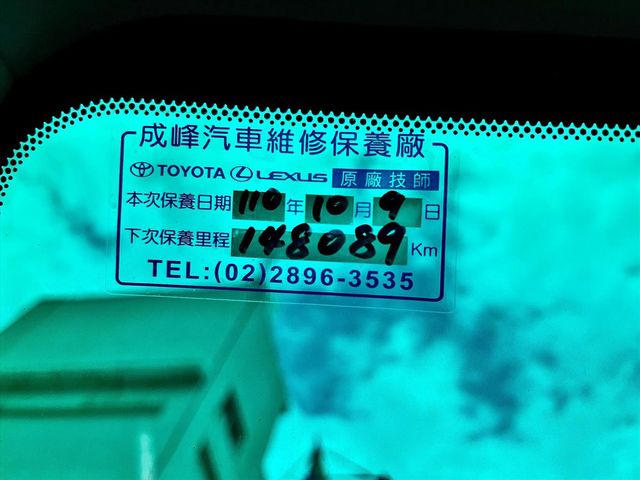 成峰汽車維修保養廠
TOYOTA LEXUS 原廠技師
本次保養日期 110 年 10 月 9 日
下次保養里程 148089 Km
TEL:(02)2896-3535